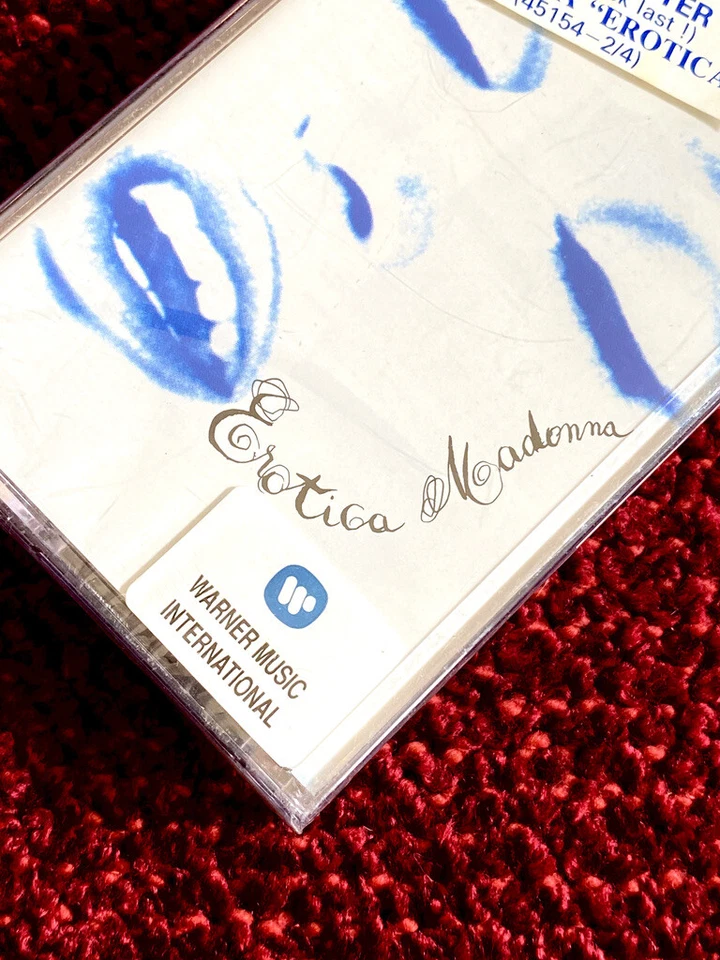 TER
k last !)
"EROTICA
(45154-2/4)
Erotica Madonna
WARNER MUSIC
INTERNATIONAL